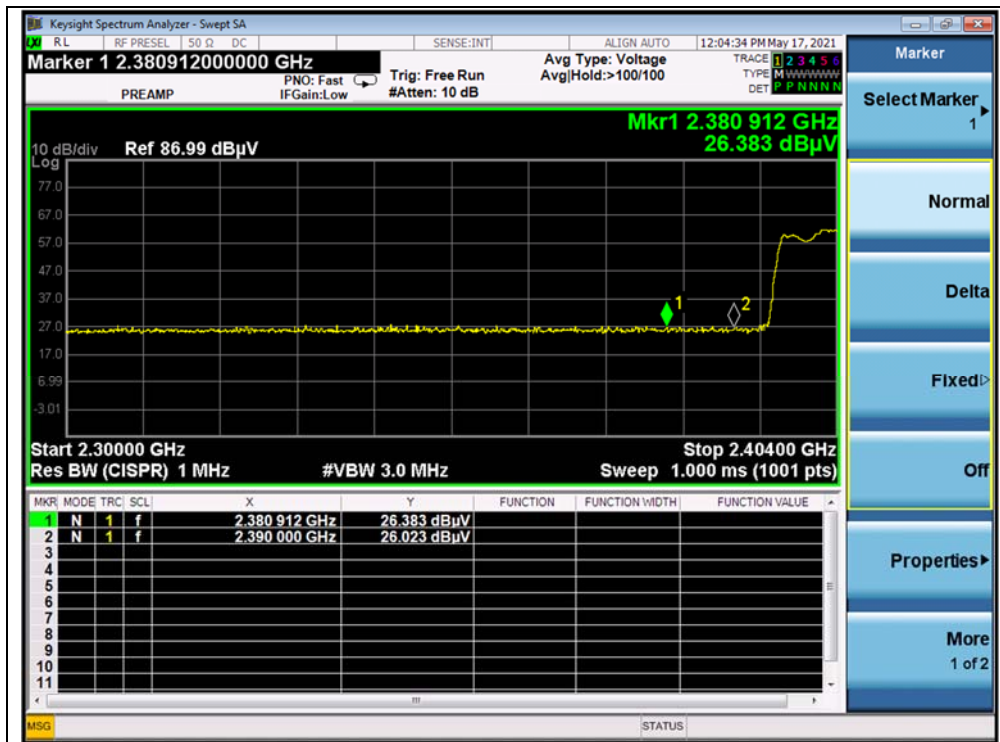 Keysight Spectrum Analyzer - Swept SA
LXI RL RF PRESEL 50 Ω DC SENSE:INT ALIGN AUTO 12:04:34 PM May 17, 2021
Marker 1 2.380912000000 GHz
PREAMP
PNO: Fast
IFGain:Low
Trig: Free Run
#Atten: 10 dB
Avg Type: Voltage
Avg|Hold:>100/100
TRACE 1 2 3 4 5 6
TYPE M WWWWW
DET P P N N N N
Mkr1 2.380 912 GHz
26.383 dBµV
10 dB/div Ref 86.99 dBµV
Log
77.0
67.0
57.0
47.0
37.0
27.0
17.0
6.99
-3.01
1
2
Start 2.30000 GHz Stop 2.40400 GHz
Res BW (CISPR) 1 MHz #VBW 3.0 MHz Sweep 1.000 ms (1001 pts)
MKR MODE TRC SCL X Y FUNCTION FUNCTION WIDTH FUNCTION VALUE
1 N 1 f 2.380 912 GHz 26.383 dBµV
2 N 1 f 2.390 000 GHz 26.023 dBµV
3
4
5
6
7
8
9
10
11
MSG STATUS
Marker
Select Marker
1
Normal
Delta
Fixed
Off
Properties
More
1 of 2